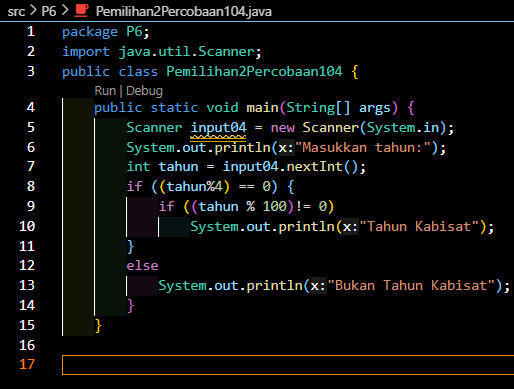 src > P6 > Pemilihan2Percobaan104.java
1 package P6;
2 import java.util.Scanner;
3 public class Pemilihan2Percobaan104 {
Run | Debug
4 public static void main(String[] args) {
5 Scanner input04 = new Scanner(System.in);
6 System.out.println(x:"Masukkan tahun:");
7 int tahun = input04.nextInt();
8 if ((tahun%4) == 0) {
9 if ((tahun % 100)!= 0)
10 System.out.println(x:"Tahun Kabisat");
11 }
12 else
13 System.out.println(x:"Bukan Tahun Kabisat");
14 }
15 }
16
17